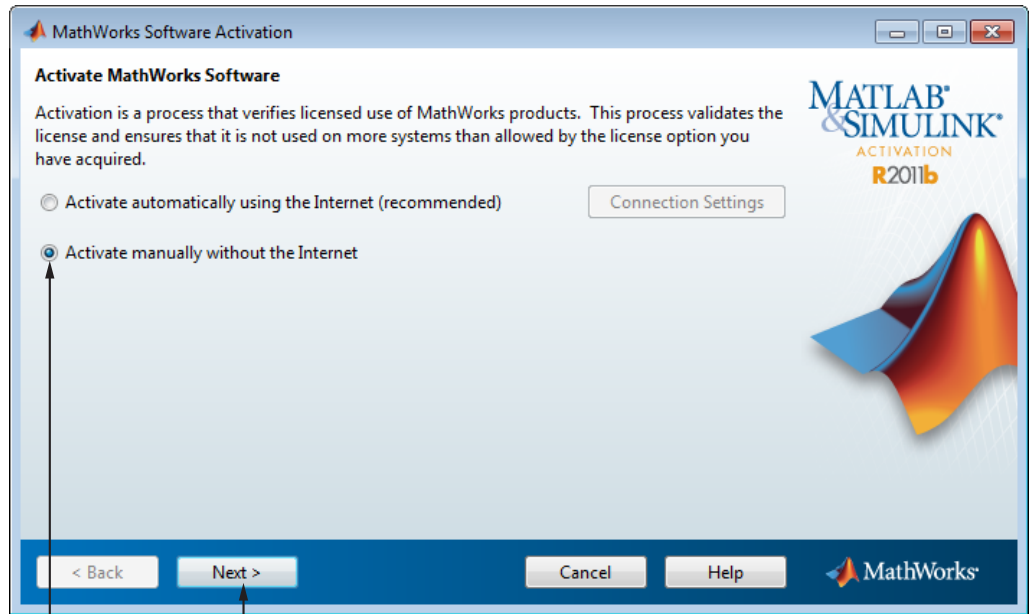 MathWorks Software Activation
Activate MathWorks Software
Activation is a process that verifies licensed use of MathWorks products. This process validates the
license and ensures that it is not used on more systems than allowed by the license option you
have acquired.
MATLAB®
&SIMULINK®
ACTIVATION
R2011b
Activate automatically using the Internet (recommended)
Connection Settings
Activate manually without the Internet
< Back
Next >
Cancel
Help
MathWorks®